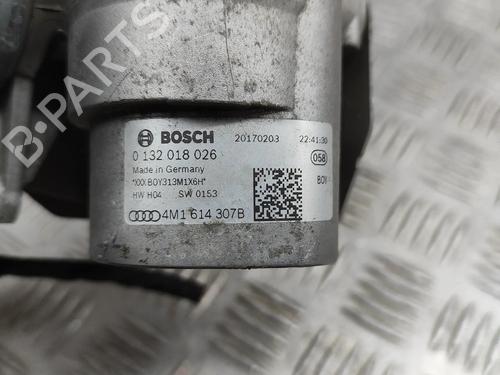 BOSCH 20170203 22:41:30
0 132 018 026 058
Made in Germany BOY
*XXXBOY313M1X6H*
HW H04 SW 0153
4M1 614 307B
B-PARTS